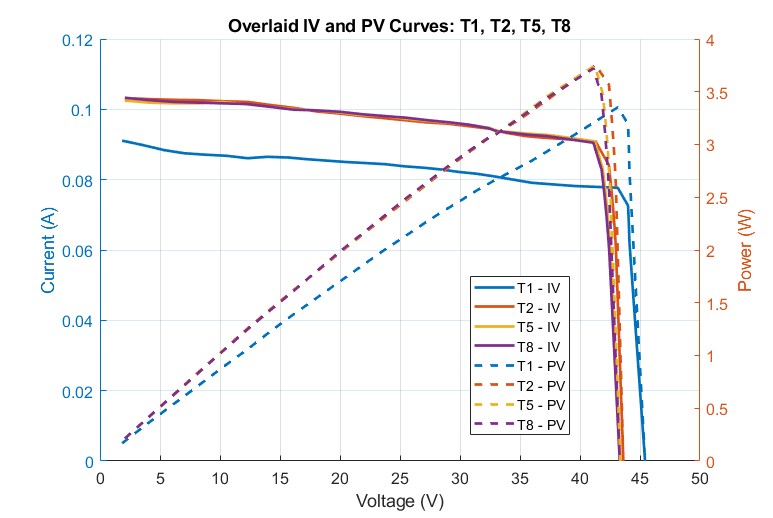 Overlaid IV and PV Curves: T1, T2, T5, T8
0.12
0.1
0.08
0.06
0.04
0.02
0
Current (A)
4
3.5
3
2.5
2
1.5
1
0.5
0
Power (W)
T1 - IV
T2 - IV
T5 - IV
T8 - IV
T1 - PV
T2 - PV
T5 - PV
T8 - PV
0 5 10 15 20 25 30 35 40 45 50
Voltage (V)